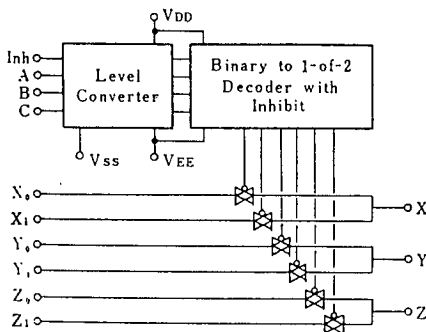 VDD
Inh
A
B
C
Level
Converter
Binary to 1-of-2
Decoder with
Inhibit
VSS
VEE
X0
X1
X
Y0
Y1
Y
Z0
Z1
Z